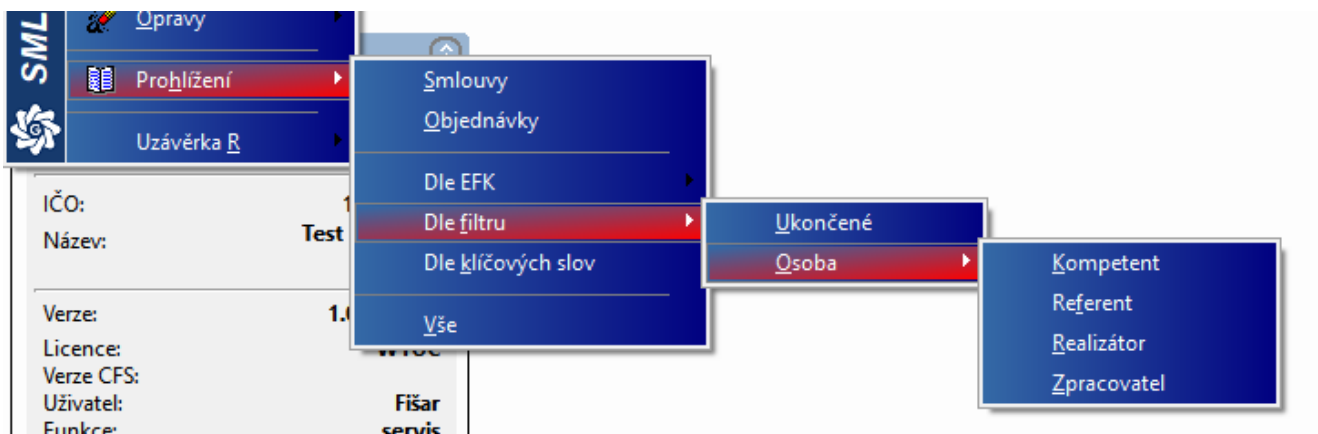 SML
Opravy
Prohlížení
Uzávěrka R
Smlouvy
Objednávky
Dle EFK
Dle filtru
Dle klíčových slov
Vše
Ukončené
Osoba
Kompetent
Referent
Realizátor
Zpracovatel
IČO:
Název: Test
Verze: 1.
Licence:
Verze CFS:
Uživatel: Fišar
Funkce: servis